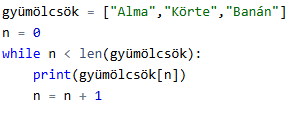 gyümölcsök = ["Alma","Körte","Banán"]
n = 0
while n < len(gyümölcsök):
    print(gyümölcsök[n])
    n = n + 1